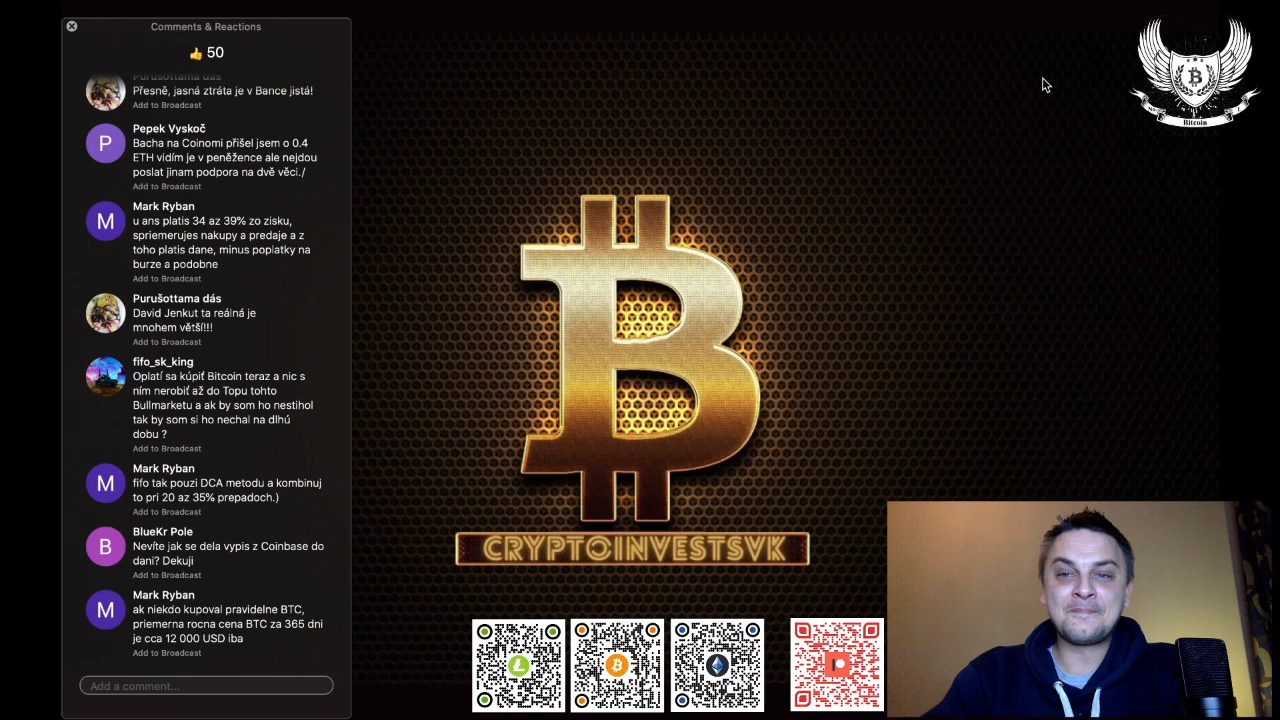 Comments & Reactions
👍 50
Purušottama dás
Přesně, jasná ztráta je v Bance jistá!
Add to Broadcast
P
Pepek Vyskoč
Bacha na Coinomi přišel jsem o 0.4
ETH vidím je v peněžence ale nejdou
poslat jinam podpora na dvě věci./
Add to Broadcast
M
Mark Ryban
u ans platis 34 az 39% zo zisku,
spriemerujes nakupy a predaje a z
toho platis dane, minus poplatky na
burze a podobne
Add to Broadcast
Purušottama dás
David Jenkut ta reálná je
mnohem větší!!!
Add to Broadcast
fifo_sk_king
Oplatí sa kúpiť Bitcoin teraz a nic s
ním nerobiť až do Topu tohto
Bullmarketu a ak by som ho nestihol
tak by som si ho nechal na dlhú
dobu ?
Add to Broadcast
M
Mark Ryban
fifo tak pouzi DCA metodu a kombinuj
to pri 20 az 35% prepadoch.)
Add to Broadcast
B
BlueKr Pole
Nevíte jak se dela vypis z Coinbase do
daní? Dekuji
Add to Broadcast
M
Mark Ryban
ak niekdo kupoval pravidelne BTC,
priemerna rocna cena BTC za 365 dni
je cca 12 000 USD iba
Add to Broadcast
Add a comment...
CRYPTOINVESTSVK
Bitcoin